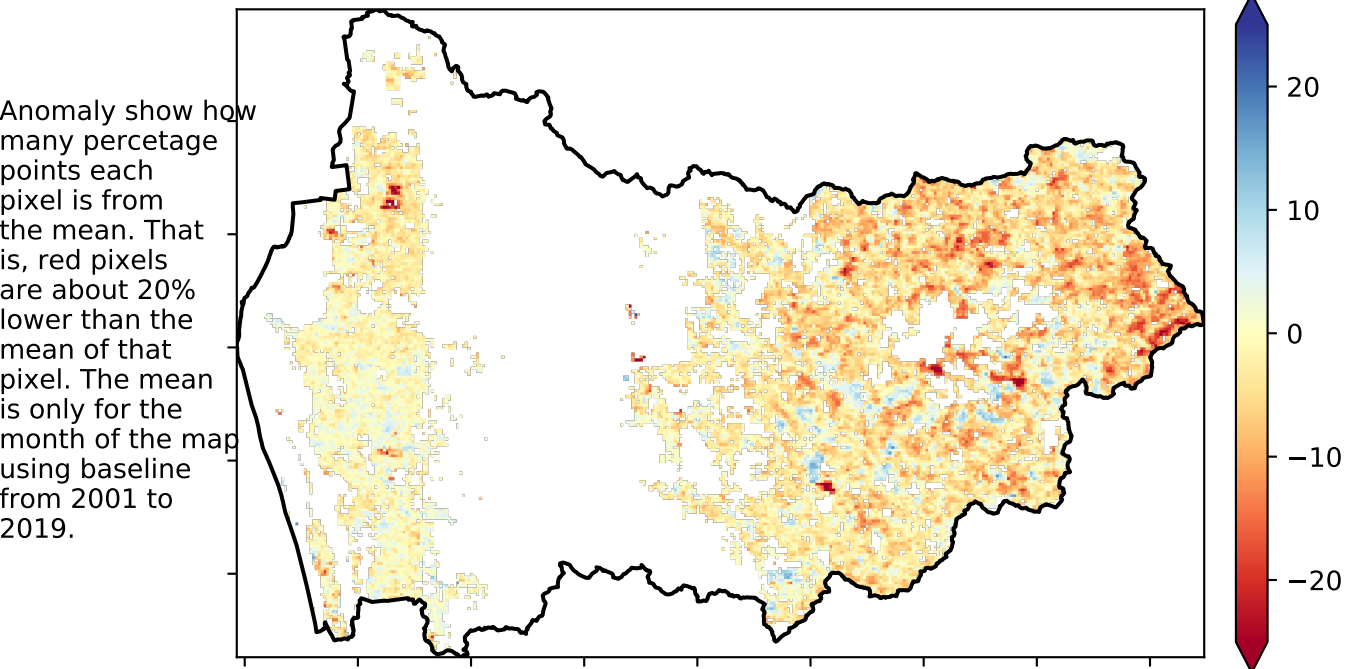 Anomaly show how
many percetage
points each
pixel is from
the mean. That
is, red pixels
are about 20%
lower than the
mean of that
pixel. The mean
is only for the
month of the map
using baseline
from 2001 to
2019.
20
10
0
−10
−20